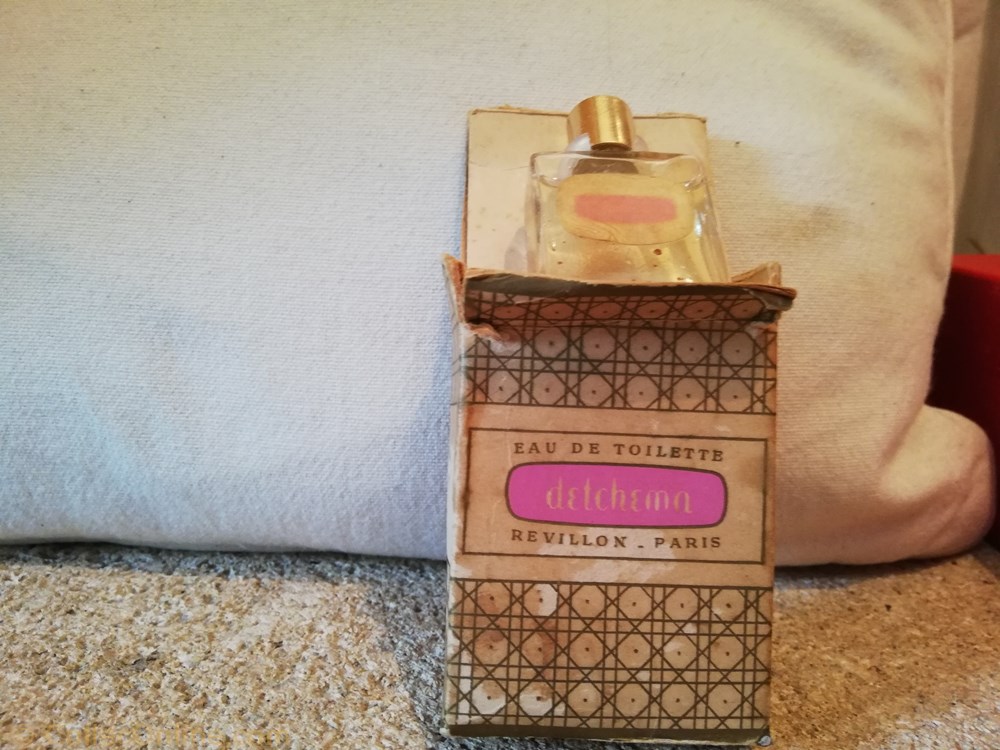 EAU DE TOILETTE
detchema
REVILLON - PARIS